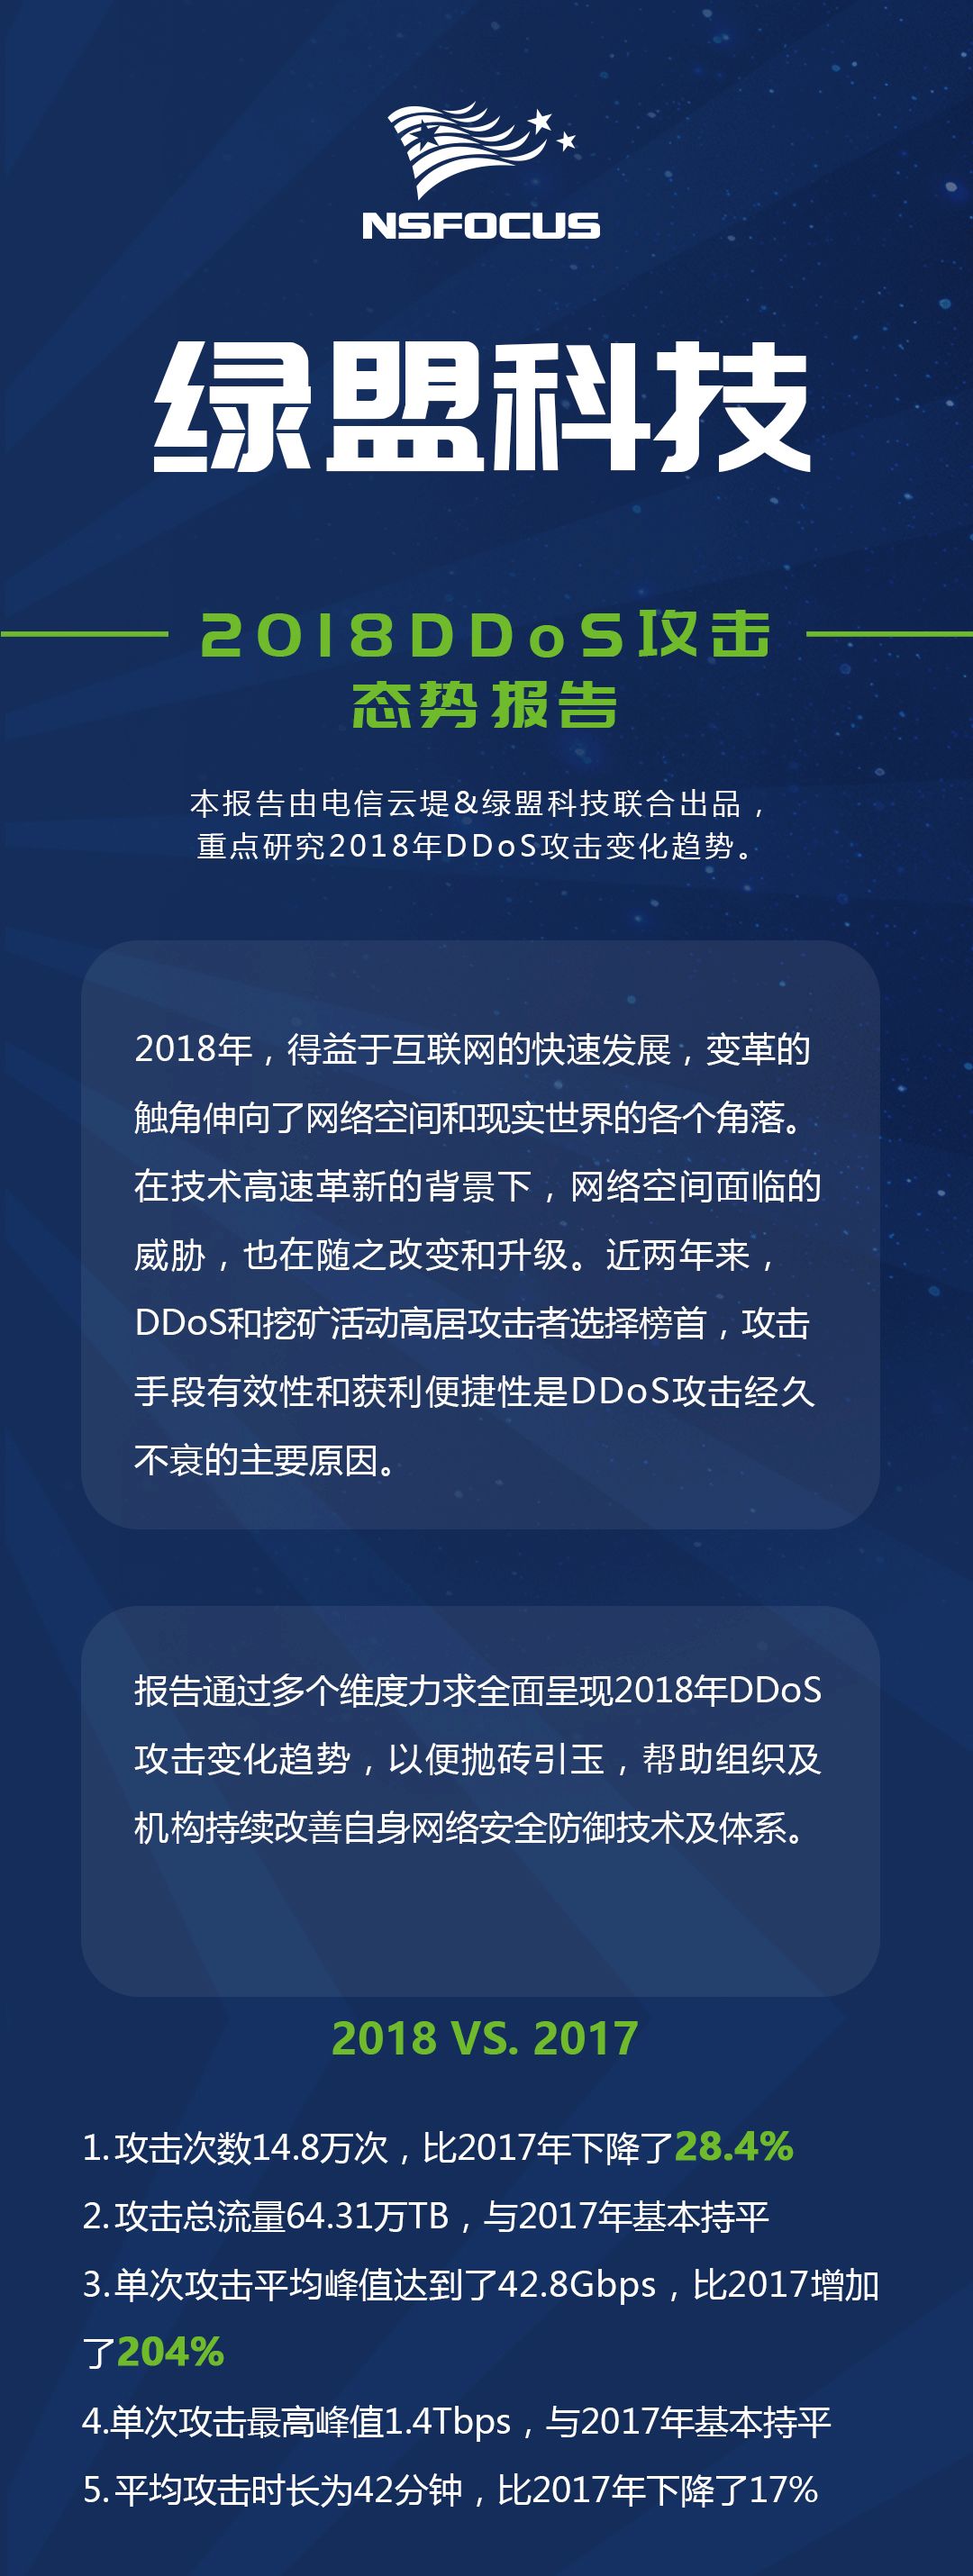 NSFOCUS
绿盟科技
2018DDoS攻击
态势报告
本报告由电信云堤&绿盟科技联合出品，
重点研究2018年DDoS攻击变化趋势。
2018年，得益于互联网的快速发展，变革的
触角伸向了网络空间和现实世界的各个角落。
在技术高速革新的背景下，网络空间面临的
威胁，也在随之改变和升级。近两年来，
DDoS和挖矿活动高居攻击者选择榜首，攻击
手段有效性和获利便捷性是DDoS攻击经久
不衰的主要原因。
报告通过多个维度力求全面呈现2018年DDoS
攻击变化趋势，以便抛砖引玉，帮助组织及
机构持续改善自身网络安全防御技术及体系。
2018 VS. 2017
1. 攻击次数14.8万次，比2017年下降了28.4%
2. 攻击总流量64.31万TB，与2017年基本持平
3. 单次攻击平均峰值达到了42.8Gbps，比2017增加
了204%
4.单次攻击最高峰值1.4Tbps，与2017年基本持平
5. 平均攻击时长为42分钟，比2017年下降了17%